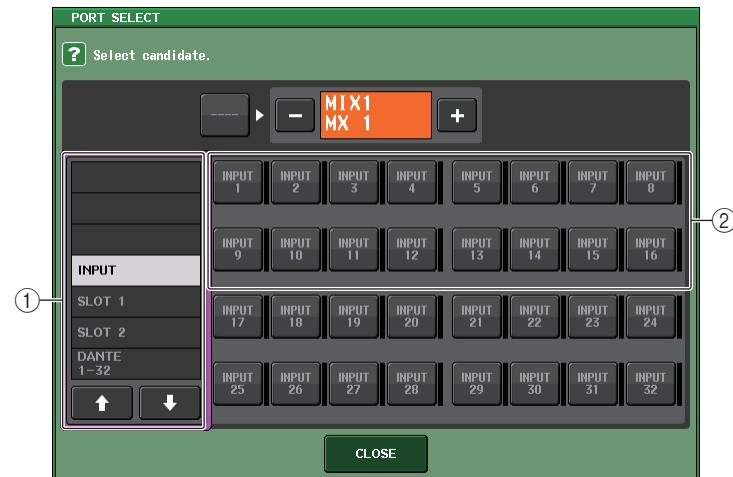 PORT SELECT
? Select candidate.
---- − MIX1 +
MX 1
INPUT 1 INPUT 2 INPUT 3 INPUT 4 INPUT 5 INPUT 6 INPUT 7 INPUT 8
②
INPUT 9 INPUT 10 INPUT 11 INPUT 12 INPUT 13 INPUT 14 INPUT 15 INPUT 16
INPUT
①
SLOT 1
SLOT 2
DANTE
1-32
INPUT 17 INPUT 18 INPUT 19 INPUT 20 INPUT 21 INPUT 22 INPUT 23 INPUT 24
INPUT 25 INPUT 26 INPUT 27 INPUT 28 INPUT 29 INPUT 30 INPUT 31 INPUT 32
CLOSE